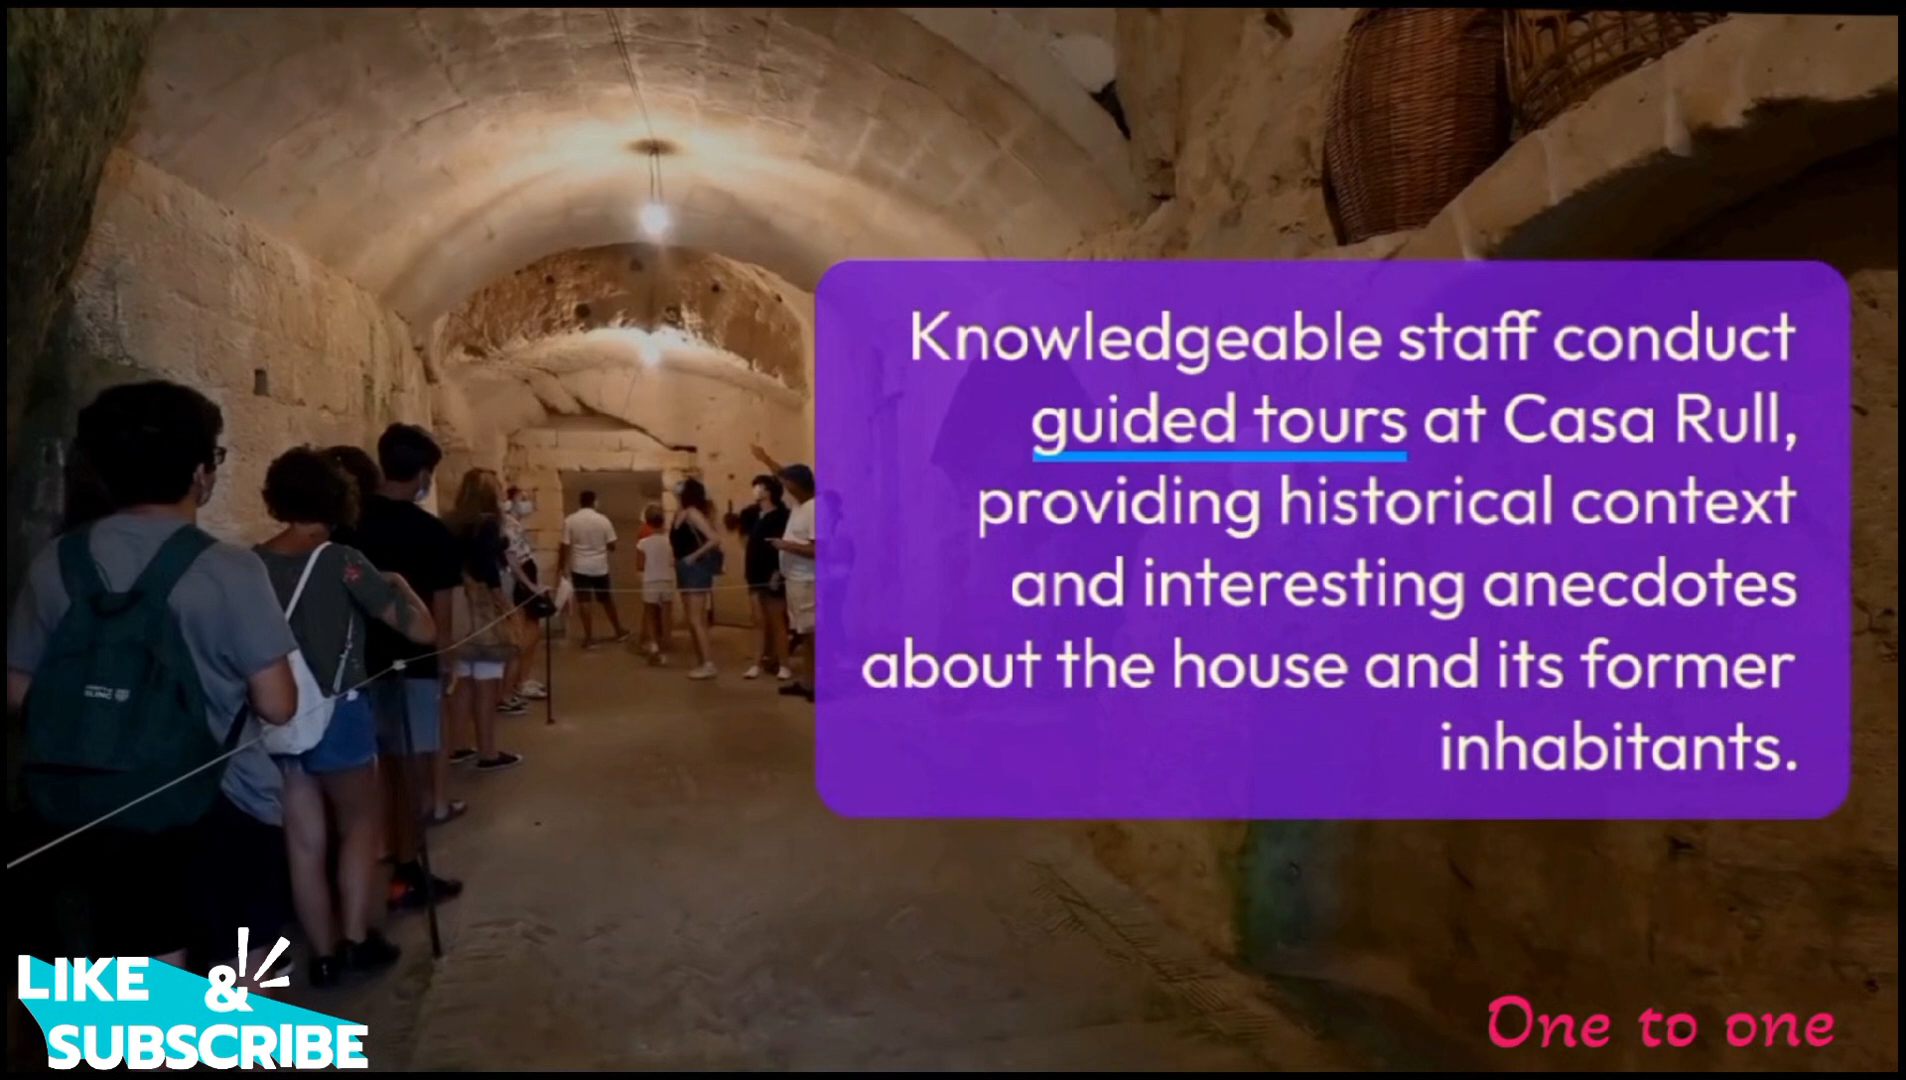 Knowledgeable staff conduct
guided tours at Casa Rull,
providing historical context
and interesting anecdotes
about the house and its former
inhabitants.
LIKE &
SUBSCRIBE
One to one